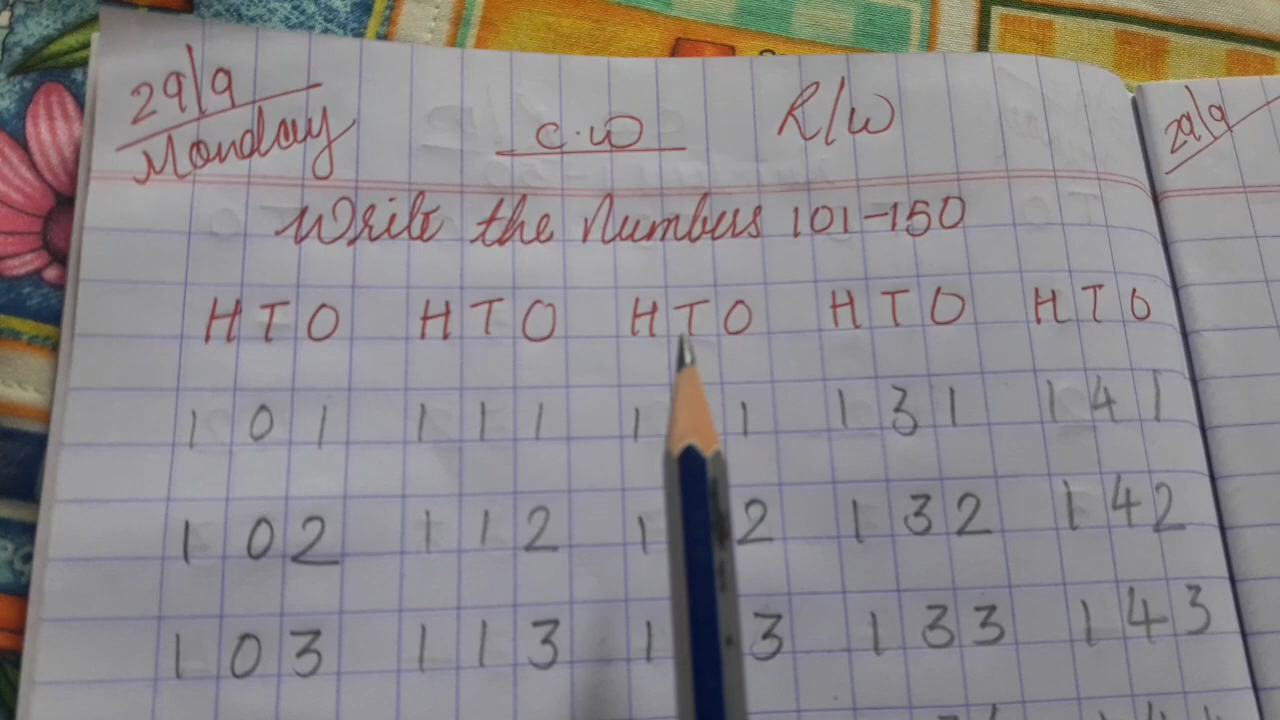 29/9
Monday
C.W
R/W
29/9
Write the Numbers 101-150
H T O H T O H T O H T O H T O
1 0 1 1 1 1 1 1 1 3 1 1 4 1
1 0 2 1 1 2 1 2 1 3 2 1 4 2
1 0 3 1 1 3 1 3 1 3 3 1 4 3